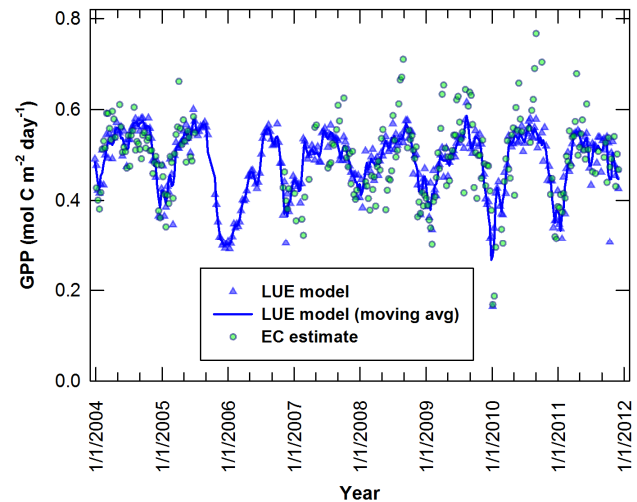 0.8
0.6
0.4
0.2
0.0
GPP (mol C m-2 day-1)
LUE model
LUE model (moving avg)
EC estimate
1/1/2004
1/1/2005
1/1/2006
1/1/2007
1/1/2008
1/1/2009
1/1/2010
1/1/2011
1/1/2012
Year